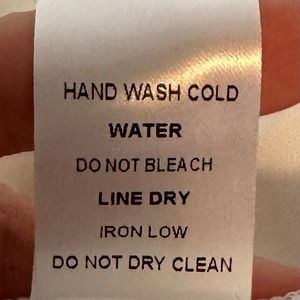 HAND WASH COLD
WATER
DO NOT BLEACH
LINE DRY
IRON LOW
DO NOT DRY CLEAN